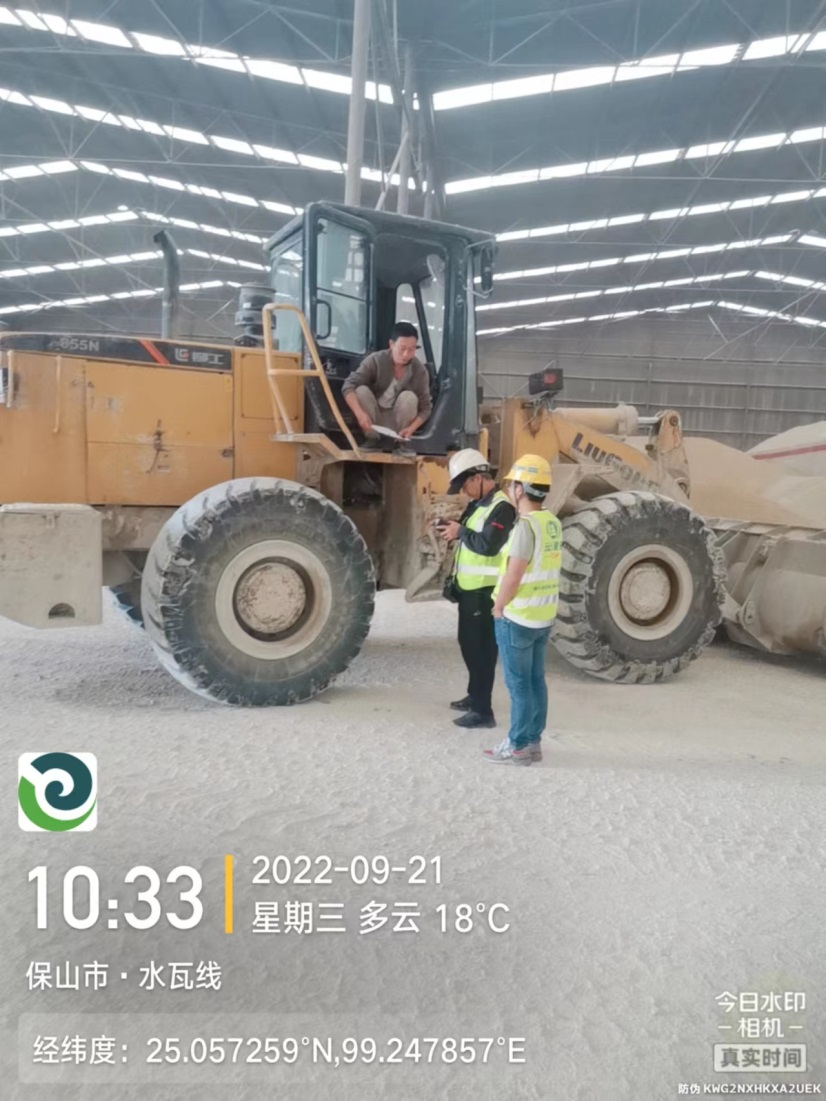 855N
柳工
LIUGONG
10:33
2022-09-21
星期三 多云 18°C
保山市·水瓦线
经纬度：25.057259°N,99.247857°E
今日水印
-相机-
真实时间
防伪 KWG2NXHKXA2UEK